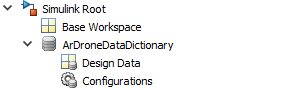 Simulink Root
Base Workspace
ArDroneDataDictionary
Design Data
Configurations